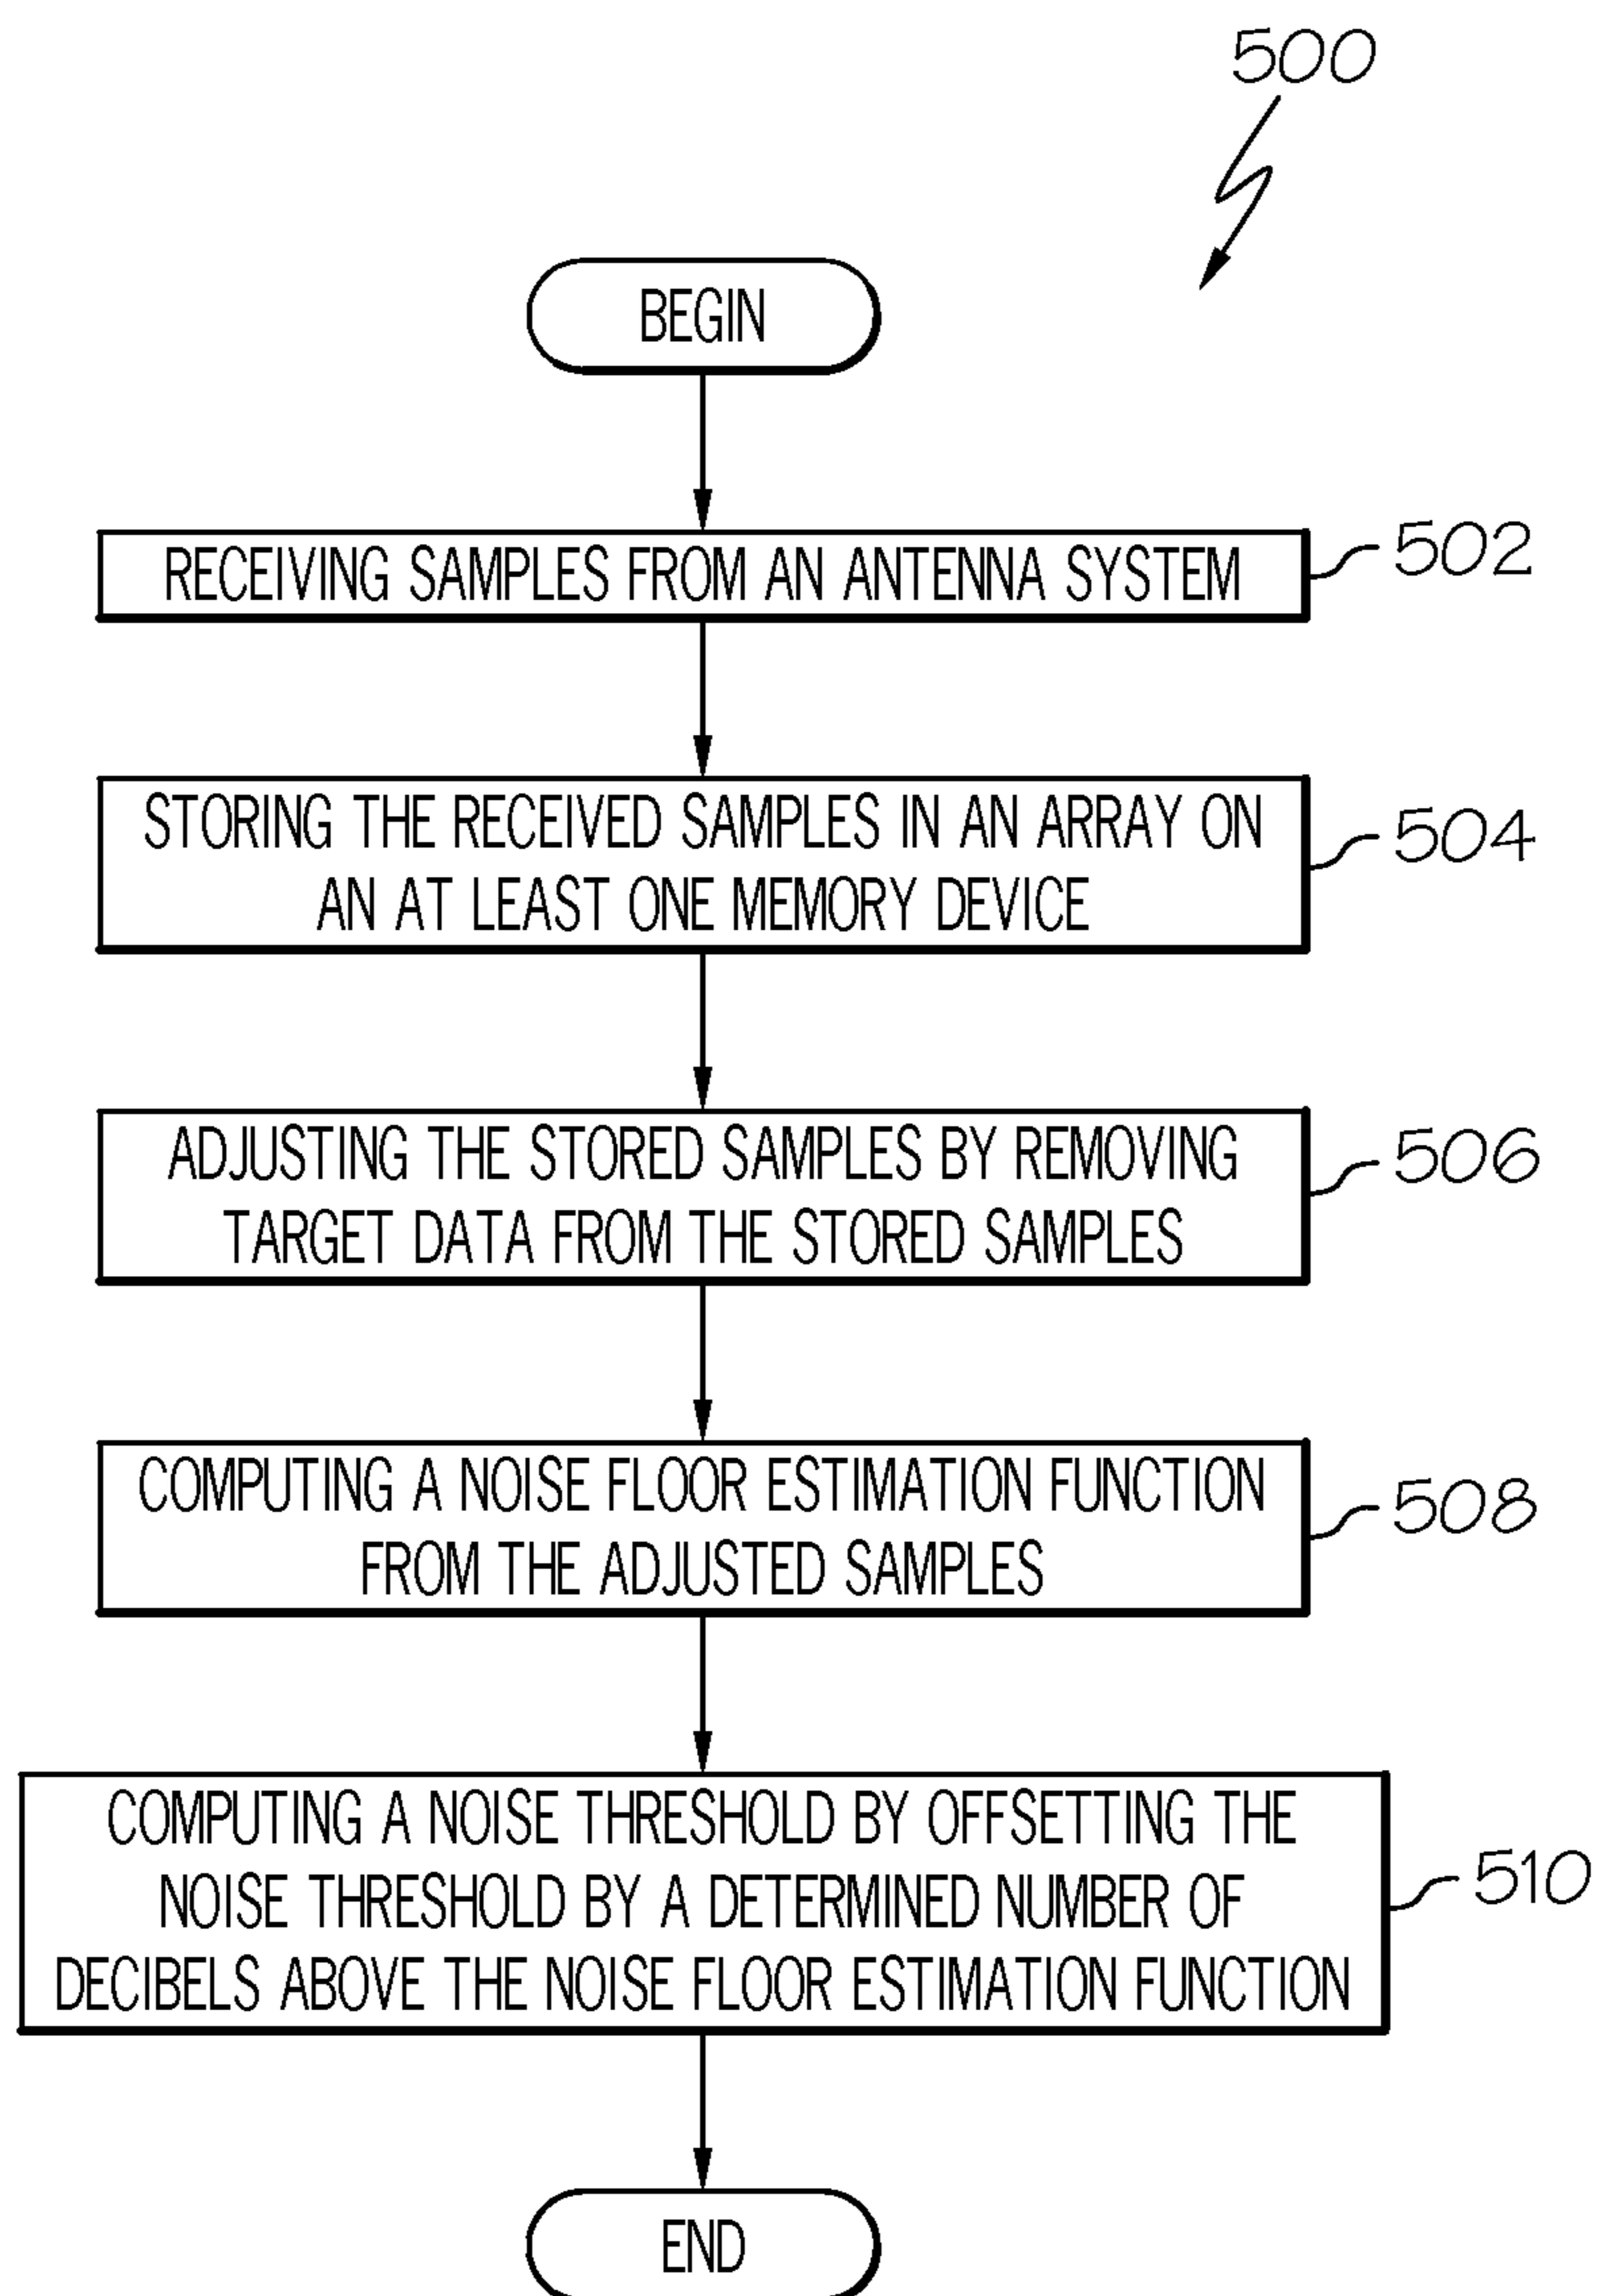 500
BEGIN
RECEIVING SAMPLES FROM AN ANTENNA SYSTEM
502
STORING THE RECEIVED SAMPLES IN AN ARRAY ON
AN AT LEAST ONE MEMORY DEVICE
504
ADJUSTING THE STORED SAMPLES BY REMOVING
TARGET DATA FROM THE STORED SAMPLES
506
COMPUTING A NOISE FLOOR ESTIMATION FUNCTION
FROM THE ADJUSTED SAMPLES
508
COMPUTING A NOISE THRESHOLD BY OFFSETTING THE
NOISE THRESHOLD BY A DETERMINED NUMBER OF
DECIBELS ABOVE THE NOISE FLOOR ESTIMATION FUNCTION
510
END